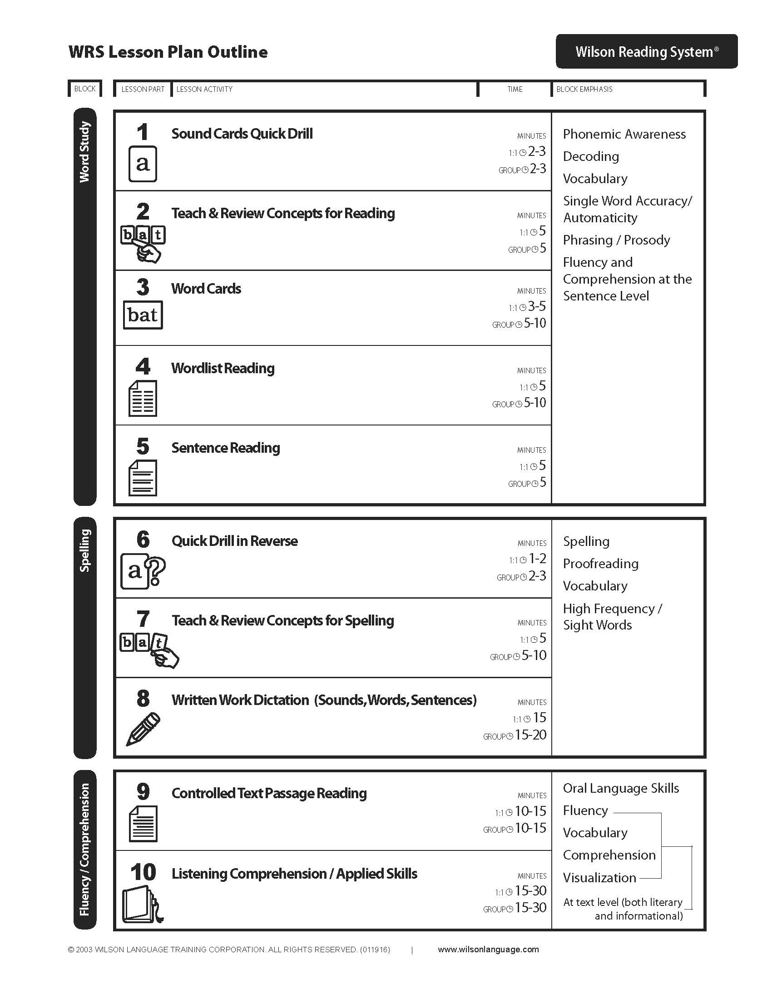 WRS Lesson Plan Outline
Wilson Reading System®
BLOCK
LESSON PART
LESSON ACTIVITY
TIME
BLOCK EMPHASIS
Word Study
1
a
Sound Cards Quick Drill
MINUTES
1:1 2-3
GROUP 2-3
2
b a t
Teach & Review Concepts for Reading
MINUTES
1:1 5
GROUP 5
3
bat
Word Cards
MINUTES
1:1 3-5
GROUP 5-10
4
Wordlist Reading
MINUTES
1:1 5
GROUP 5-10
5
Sentence Reading
MINUTES
1:1 5
GROUP 5
Phonemic Awareness
Decoding
Vocabulary
Single Word Accuracy/
Automaticity
Phrasing / Prosody
Fluency and
Comprehension at the
Sentence Level
Spelling
6
a?
Quick Drill in Reverse
MINUTES
1:1 1-2
GROUP 2-3
7
b a t
Teach & Review Concepts for Spelling
MINUTES
1:1 5
GROUP 5-10
8
Written Work Dictation (Sounds, Words, Sentences)
MINUTES
1:1 15
GROUP 15-20
Spelling
Proofreading
Vocabulary
High Frequency /
Sight Words
Fluency / Comprehension
9
Controlled Text Passage Reading
MINUTES
1:1 10-15
GROUP 10-15
10
Listening Comprehension / Applied Skills
MINUTES
1:1 15-30
GROUP 15-30
Oral Language Skills
Fluency
Vocabulary
Comprehension
Visualization
At text level (both literary
and informational)
© 2003 WILSON LANGUAGE TRAINING CORPORATION. ALL RIGHTS RESERVED. (011916) | www.wilsonlanguage.com